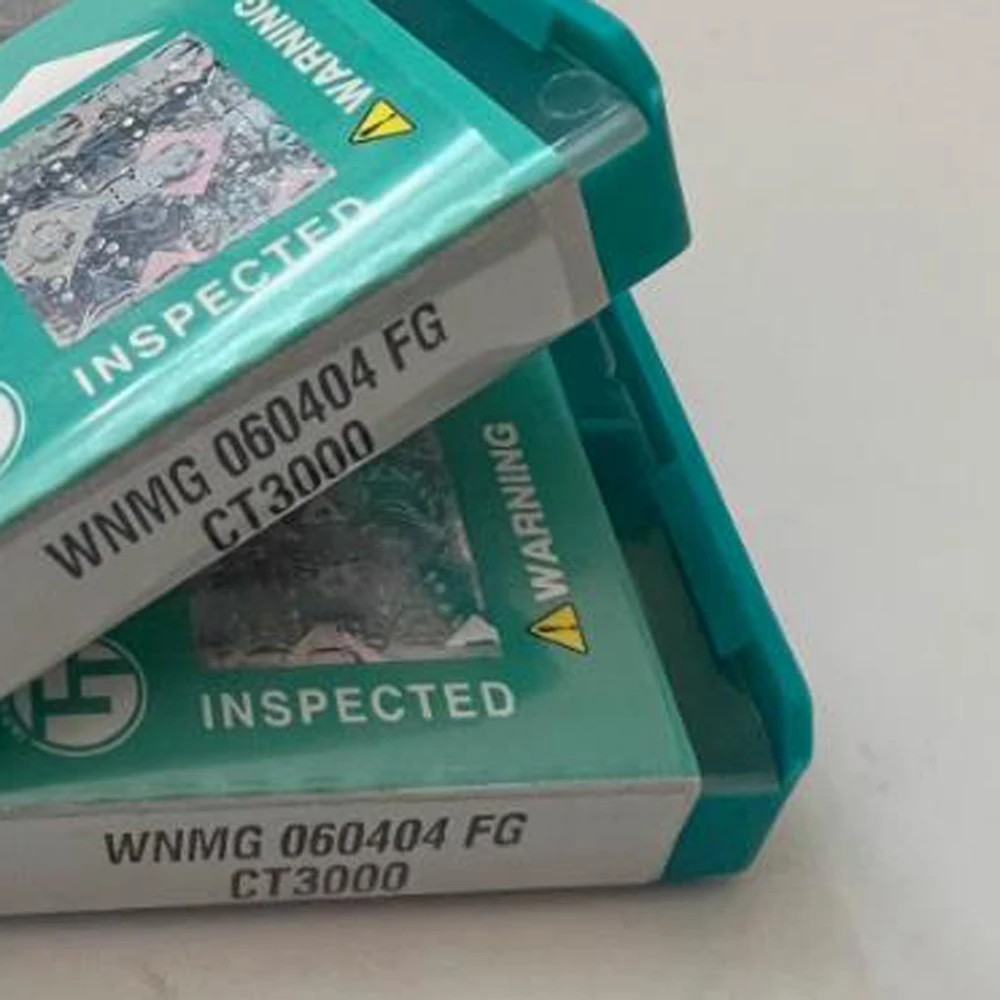 WARNING
INSPECTED
WNMG 060404 FG
CT3000
WARNING
INSPECTED
WNMG 060404 FG
CT3000